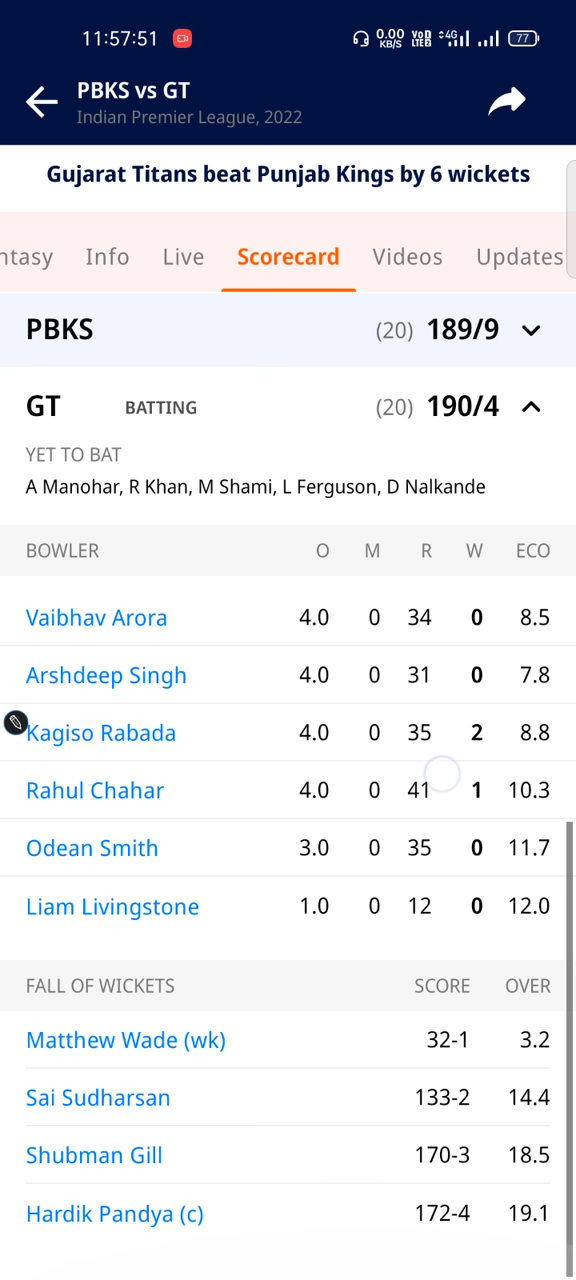 11:57:51 0.00 KB/S VoD LTE2 4G 77
PBKS vs GT
Indian Premier League, 2022
Gujarat Titans beat Punjab Kings by 6 wickets
ntasy Info Live Scorecard Videos Updates
PBKS (20) 189/9
GT BATTING (20) 190/4
YET TO BAT
A Manohar, R Khan, M Shami, L Ferguson, D Nalkande
BOWLER O M R W ECO
Vaibhav Arora 4.0 0 34 0 8.5
Arshdeep Singh 4.0 0 31 0 7.8
Kagiso Rabada 4.0 0 35 2 8.8
Rahul Chahar 4.0 0 41 1 10.3
Odean Smith 3.0 0 35 0 11.7
Liam Livingstone 1.0 0 12 0 12.0
FALL OF WICKETS SCORE OVER
Matthew Wade (wk) 32-1 3.2
Sai Sudharsan 133-2 14.4
Shubman Gill 170-3 18.5
Hardik Pandya (c) 172-4 19.1